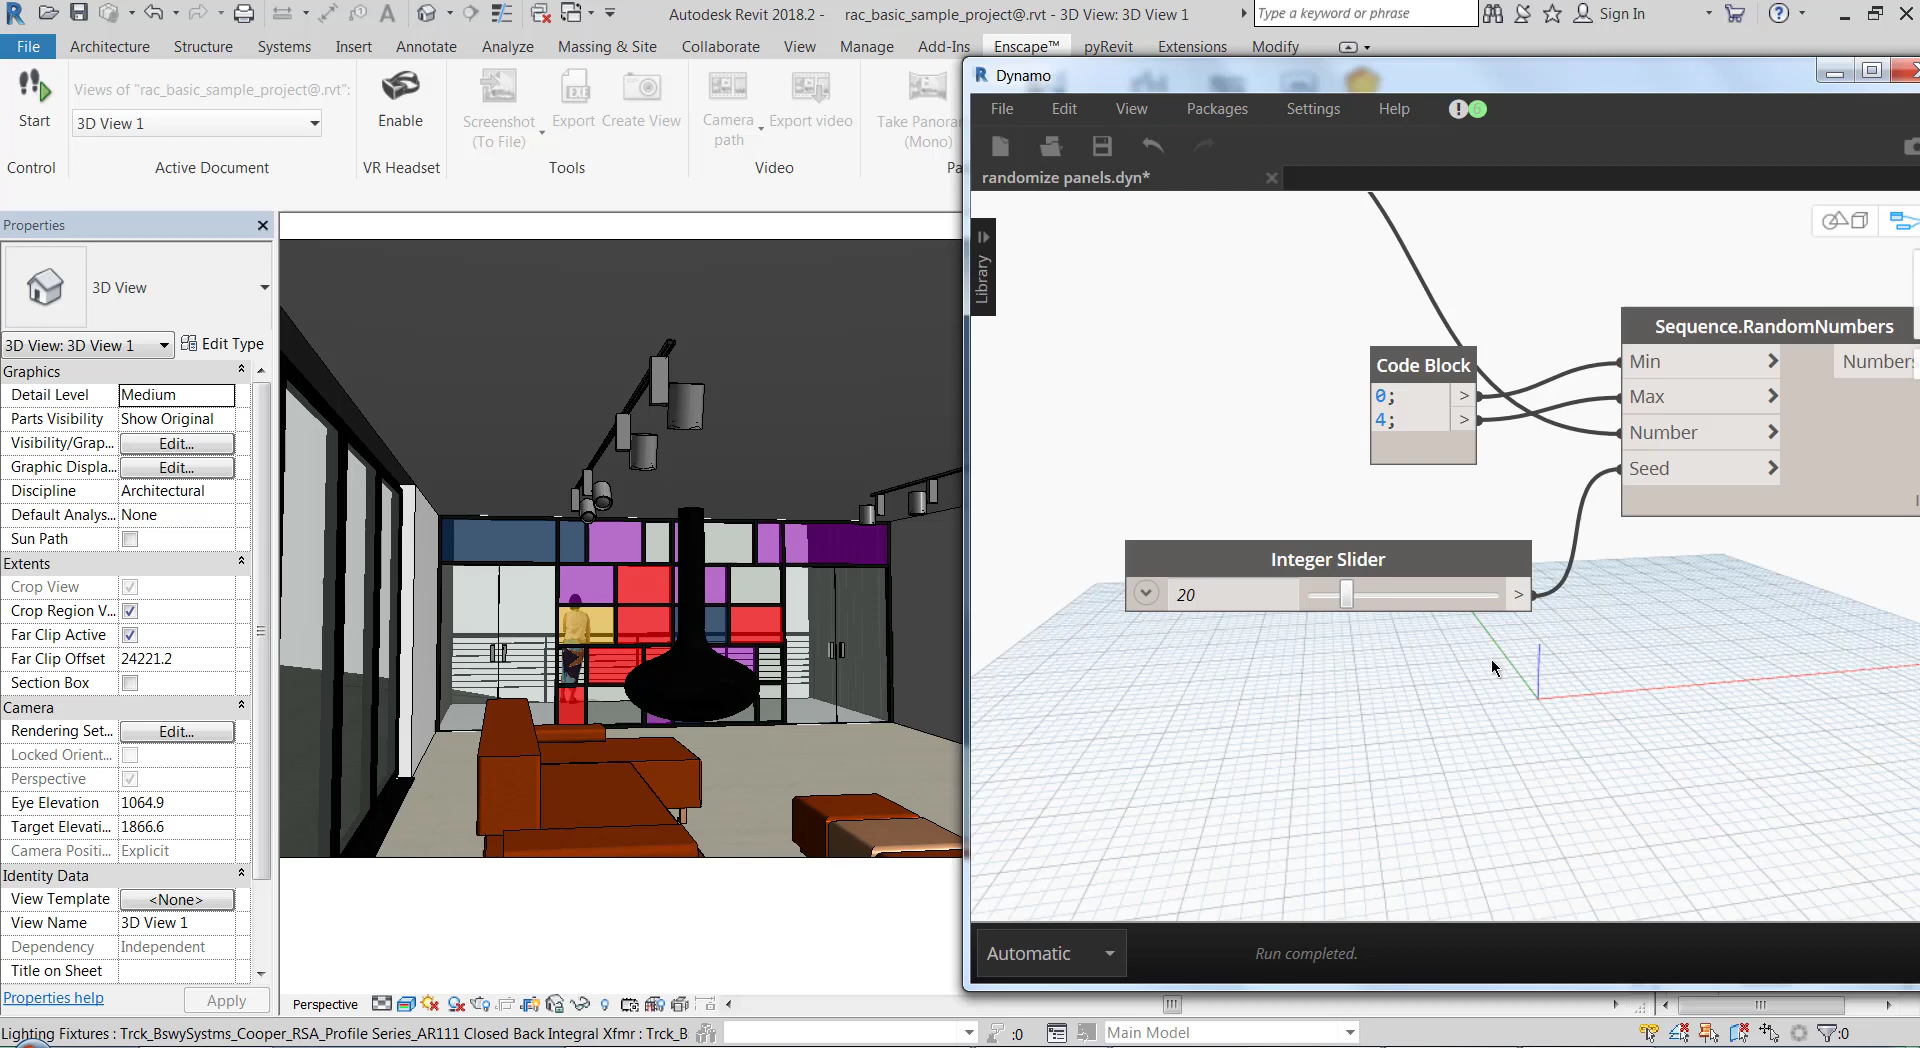 Autodesk Revit 2018.2 - rac_basic_sample_project@.rvt - 3D View: 3D View 1
Type a keyword or phrase
Sign In
File Architecture Structure Systems Insert Annotate Analyze Massing & Site Collaborate View Manage Add-Ins Enscape™ pyRevit Extensions Modify
Start
Control
Views of "rac_basic_sample_project@.rvt":
3D View 1
Active Document
Enable
VR Headset
Screenshot
(To File)
Export
Create View
Tools
Camera
path
Export video
Video
Take Panora
(Mono)
Pa
Properties
3D View
3D View: 3D View 1
Edit Type
Graphics
Detail Level Medium
Parts Visibility Show Original
Visibility/Grap... Edit...
Graphic Displa... Edit...
Discipline Architectural
Default Analys... None
Sun Path
Extents
Crop View
Crop Region V...
Far Clip Active
Far Clip Offset 24221.2
Section Box
Camera
Rendering Set... Edit...
Locked Orient...
Perspective
Eye Elevation 1064.9
Target Elevati... 1866.6
Camera Positi... Explicit
Identity Data
View Template <None>
View Name 3D View 1
Dependency Independent
Title on Sheet
Properties help
Apply
Perspective
Lighting Fixtures : Trck_BswySystms_Cooper_RSA_Profile Series_AR111 Closed Back Integral Xfmr : Trck_B
:0
Main Model
:0
Dynamo
File Edit View Packages Settings Help
! 6
randomize panels.dyn*
Library
Code Block
0; >
4; >
Sequence.RandomNumbers
Min > Numbers
Max >
Number >
Seed >
Integer Slider
20 >
Automatic
Run completed.